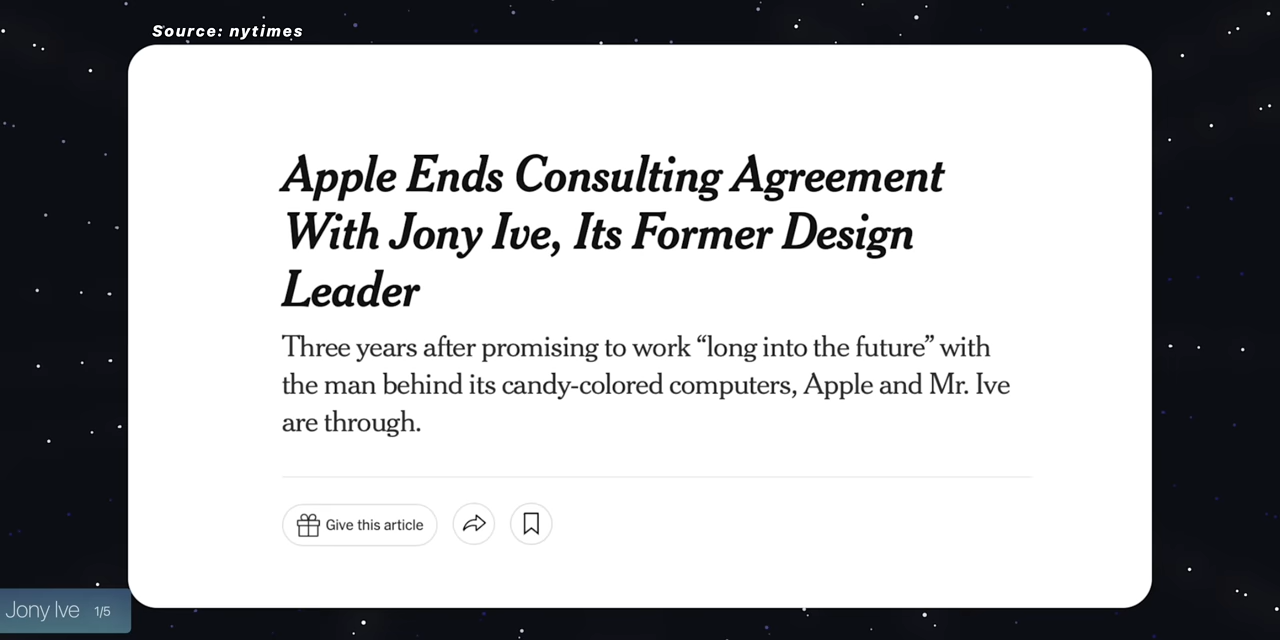 Source: nytimes
Apple Ends Consulting Agreement
With Jony Ive, Its Former Design
Leader
Three years after promising to work “long into the future” with
the man behind its candy-colored computers, Apple and Mr. Ive
are through.
Give this article
Jony Ive 1/5